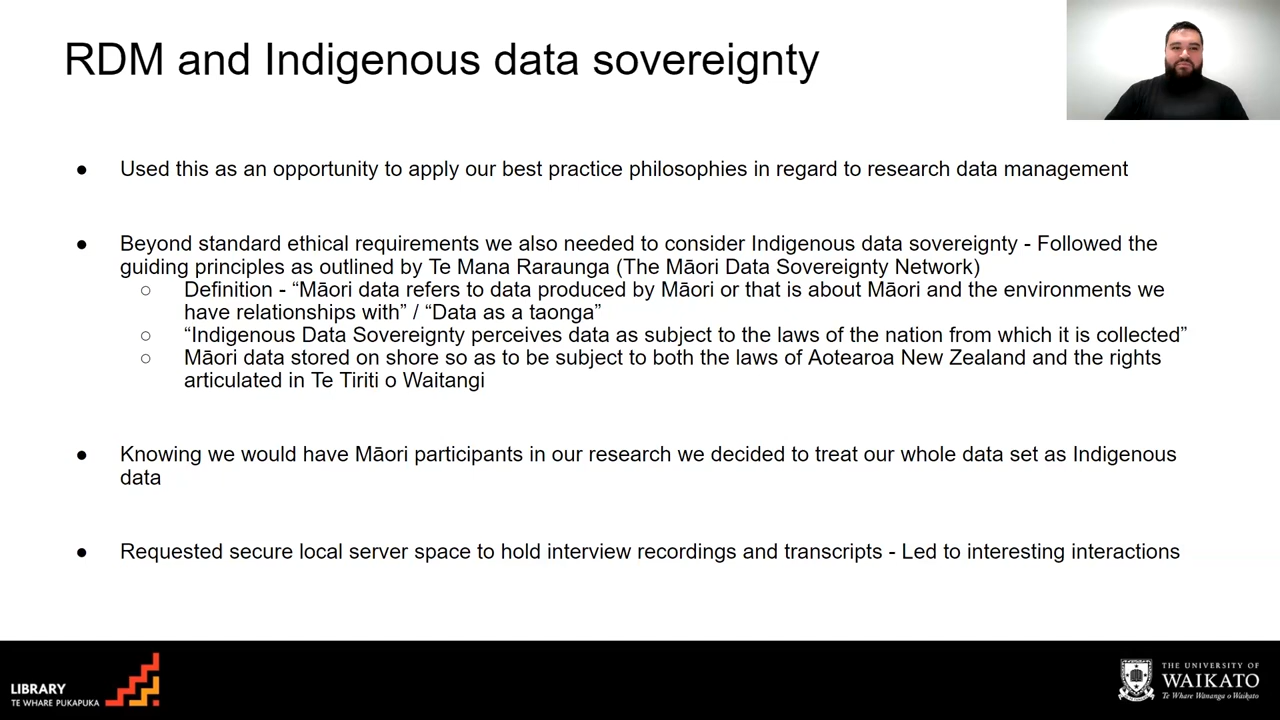 RDM and Indigenous data sovereignty
● Used this as an opportunity to apply our best practice philosophies in regard to research data management
● Beyond standard ethical requirements we also needed to consider Indigenous data sovereignty - Followed the
guiding principles as outlined by Te Mana Raraunga (The Māori Data Sovereignty Network)
○ Definition - “Māori data refers to data produced by Māori or that is about Māori and the environments we
have relationships with” / “Data as a taonga”
○ “Indigenous Data Sovereignty perceives data as subject to the laws of the nation from which it is collected”
○ Māori data stored on shore so as to be subject to both the laws of Aotearoa New Zealand and the rights
articulated in Te Tiriti o Waitangi
● Knowing we would have Māori participants in our research we decided to treat our whole data set as Indigenous
data
● Requested secure local server space to hold interview recordings and transcripts - Led to interesting interactions
LIBRARY
TE WHARE PUKAPUKA
THE UNIVERSITY OF
WAIKATO
Te Whare Wānanga o Waikato